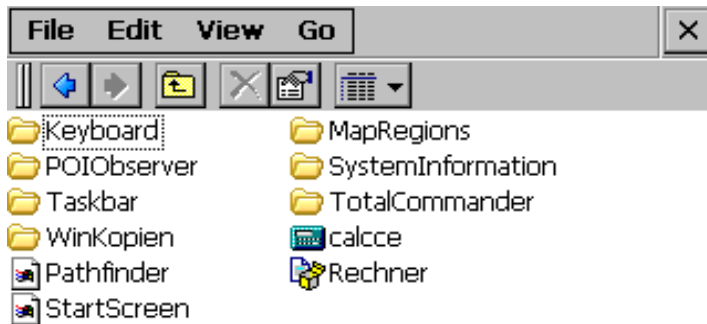 File Edit View Go
Keyboard MapRegions
POIObserver SystemInformation
Taskbar TotalCommander
WinKopien calcce
Pathfinder Rechner
StartScreen